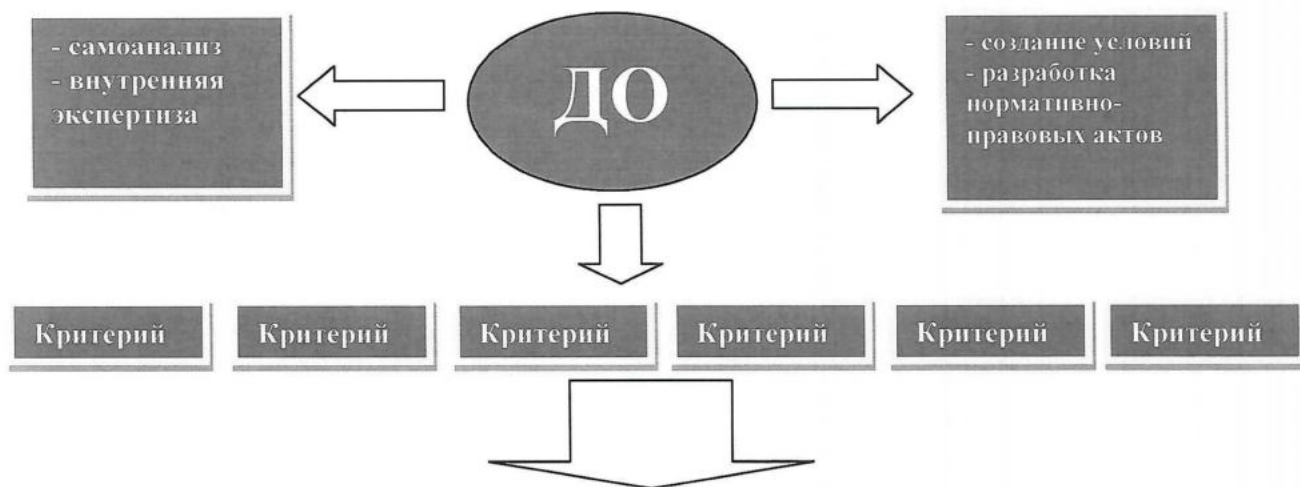 - самоанализ
- внутренняя
экспертиза
ДО
- создание условий
- разработка
нормативно-
правовых актов
Критерий
Критерий
Критерий
Критерий
Критерий
Критерий